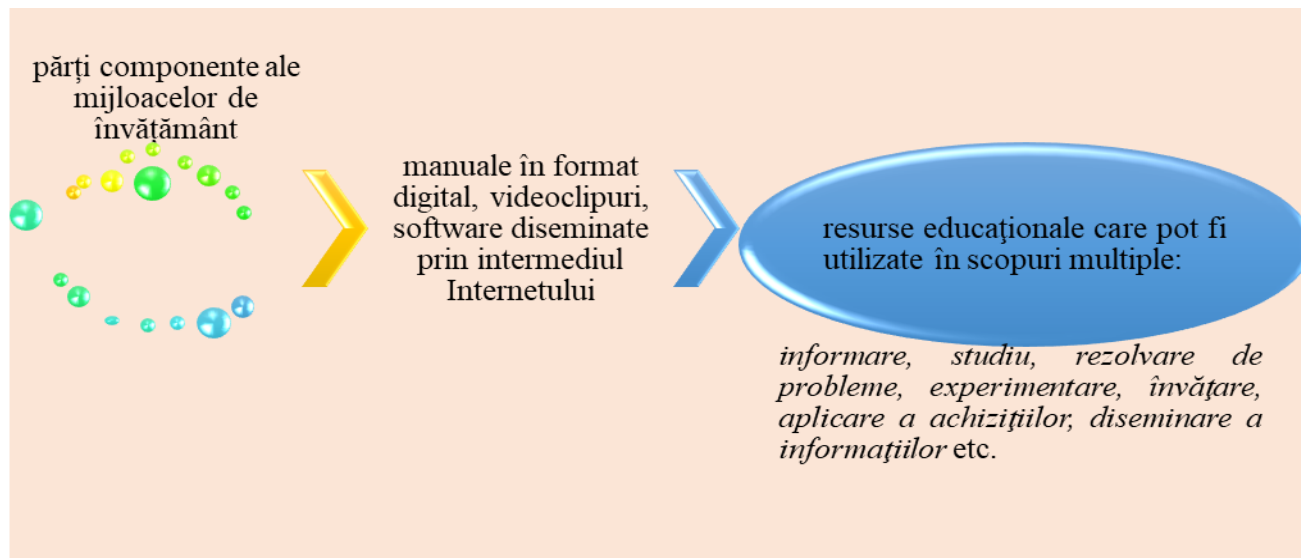 părți componente ale
mijloacelor de
învățământ
manuale în format
digital, videoclipuri,
software diseminate
prin intermediul
Internetului
resurse educaţionale care pot fi
utilizate în scopuri multiple:
informare, studiu, rezolvare de
probleme, experimentare, învăţare,
aplicare a achiziţiilor, diseminare a
informaţiilor etc.